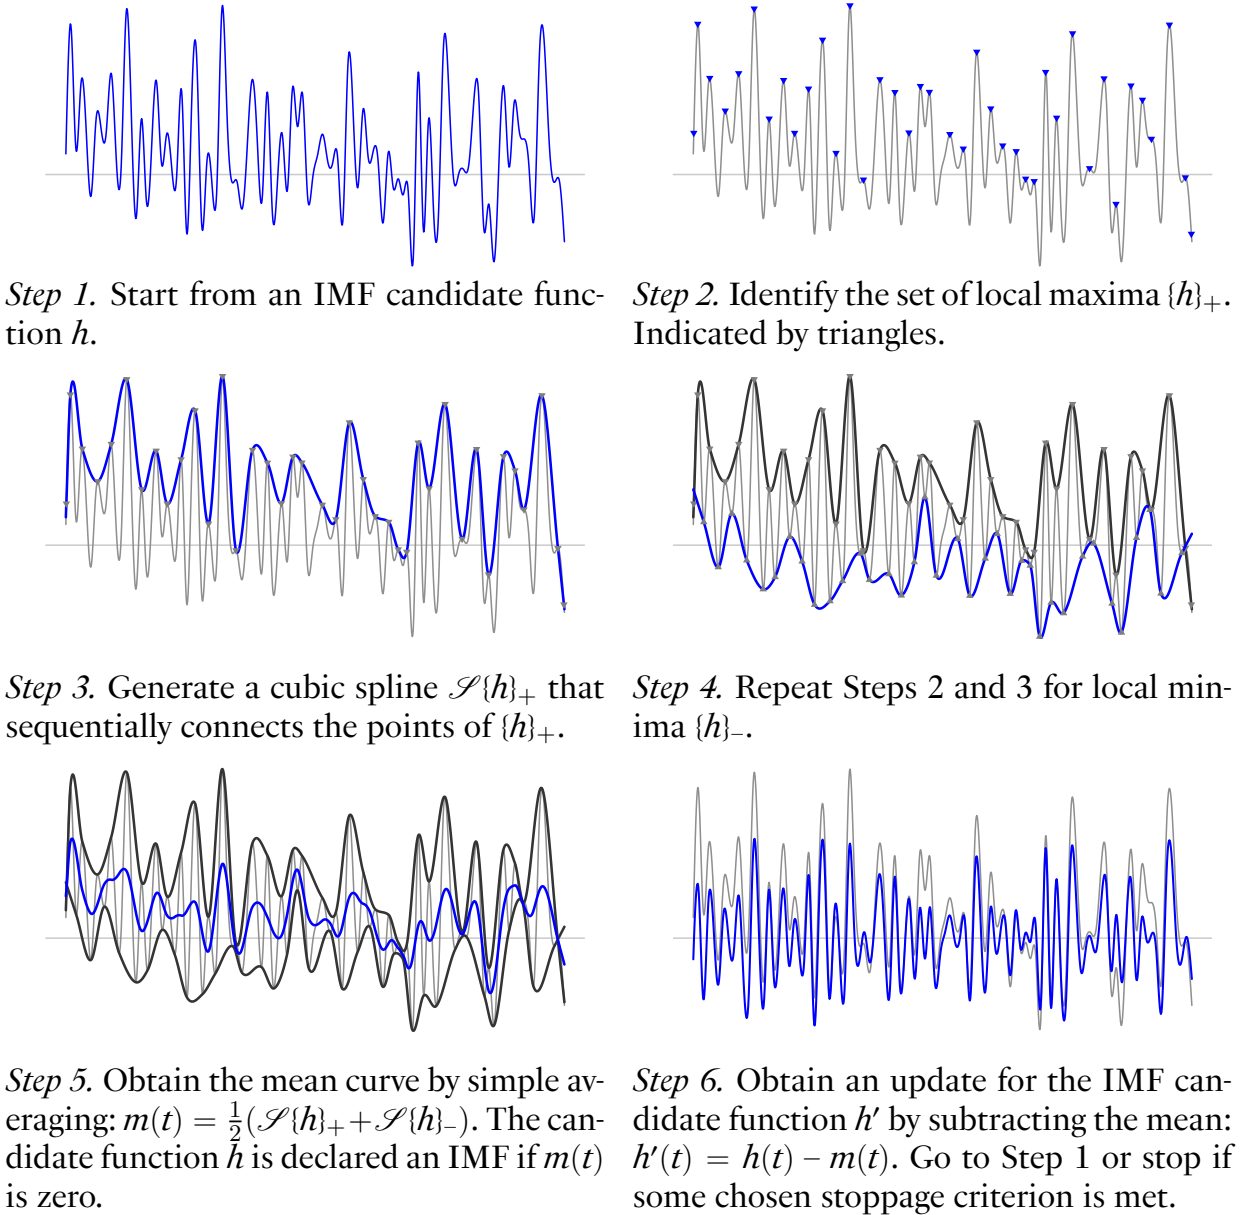 Step 1. Start from an IMF candidate func-
tion h.
Step 2. Identify the set of local maxima {h}₊.
Indicated by triangles.
Step 3. Generate a cubic spline 𝒮{h}₊ that
sequentially connects the points of {h}₊.
Step 4. Repeat Steps 2 and 3 for local min-
ima {h}₋.
Step 5. Obtain the mean curve by simple av-
eraging: m(t) = ½(𝒮{h}₊+𝒮{h}₋). The can-
didate function h is declared an IMF if m(t)
is zero.
Step 6. Obtain an update for the IMF can-
didate function h′ by subtracting the mean:
h′(t) = h(t) – m(t). Go to Step 1 or stop if
some chosen stoppage criterion is met.